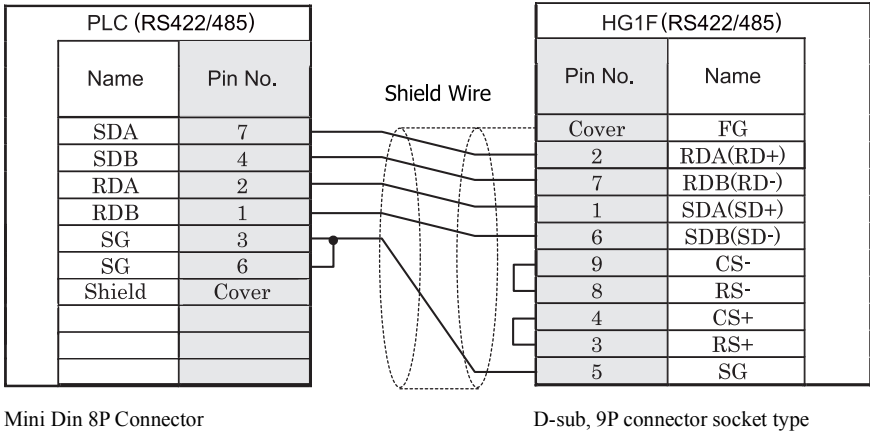 PLC (RS422/485) HG1F (RS422/485)
Name Pin No. Shield Wire Pin No. Name
SDA 7 Cover FG
SDB 4 2 RDA(RD+)
RDA 2 7 RDB(RD-)
RDB 1 1 SDA(SD+)
SG 3 6 SDB(SD-)
SG 6 9 CS-
Shield Cover 8 RS-
4 CS+
3 RS+
5 SG
Mini Din 8P Connector D-sub, 9P connector socket type